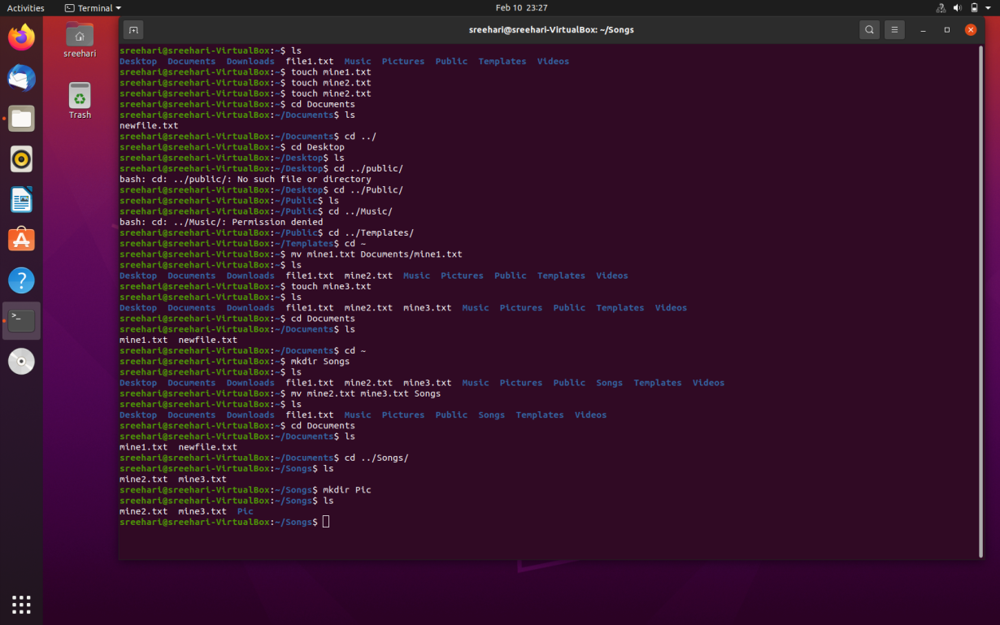 Activities Terminal Feb 10 23:27
sreehari
Trash
sreehari@sreehari-VirtualBox: ~/Songs
sreehari@sreehari-VirtualBox:~$ ls
Desktop Documents Downloads file1.txt Music Pictures Public Templates Videos
sreehari@sreehari-VirtualBox:~$ touch mine1.txt
sreehari@sreehari-VirtualBox:~$ touch mine2.txt
sreehari@sreehari-VirtualBox:~$ touch mine2.txt
sreehari@sreehari-VirtualBox:~$ cd Documents
sreehari@sreehari-VirtualBox:~/Documents$ ls
newfile.txt
sreehari@sreehari-VirtualBox:~/Documents$ cd ../
sreehari@sreehari-VirtualBox:~$ cd Desktop
sreehari@sreehari-VirtualBox:~/Desktop$ ls
sreehari@sreehari-VirtualBox:~/Desktop$ cd ../public/
bash: cd: ../public/: No such file or directory
sreehari@sreehari-VirtualBox:~/Desktop$ cd ../Public/
sreehari@sreehari-VirtualBox:~/Public$ ls
sreehari@sreehari-VirtualBox:~/Public$ cd ../Music/
bash: cd: ../Music/: Permission denied
sreehari@sreehari-VirtualBox:~/Public$ cd ../Templates/
sreehari@sreehari-VirtualBox:~/Templates$ cd ~
sreehari@sreehari-VirtualBox:~$ mv mine1.txt Documents/mine1.txt
sreehari@sreehari-VirtualBox:~$ ls
Desktop Documents Downloads file1.txt mine2.txt Music Pictures Public Templates Videos
sreehari@sreehari-VirtualBox:~$ touch mine3.txt
sreehari@sreehari-VirtualBox:~$ ls
Desktop Documents Downloads file1.txt mine2.txt mine3.txt Music Pictures Public Templates Videos
sreehari@sreehari-VirtualBox:~$ cd Documents
sreehari@sreehari-VirtualBox:~/Documents$ ls
mine1.txt newfile.txt
sreehari@sreehari-VirtualBox:~/Documents$ cd ~
sreehari@sreehari-VirtualBox:~$ mkdir Songs
sreehari@sreehari-VirtualBox:~$ ls
Desktop Documents Downloads file1.txt mine2.txt mine3.txt Music Pictures Public Songs Templates Videos
sreehari@sreehari-VirtualBox:~$ mv mine2.txt mine3.txt Songs
sreehari@sreehari-VirtualBox:~$ ls
Desktop Documents Downloads file1.txt Music Pictures Public Songs Templates Videos
sreehari@sreehari-VirtualBox:~$ cd Documents
sreehari@sreehari-VirtualBox:~/Documents$ ls
mine1.txt newfile.txt
sreehari@sreehari-VirtualBox:~/Documents$ cd ../Songs/
sreehari@sreehari-VirtualBox:~/Songs$ ls
mine2.txt mine3.txt
sreehari@sreehari-VirtualBox:~/Songs$ mkdir Pic
sreehari@sreehari-VirtualBox:~/Songs$ ls
mine2.txt mine3.txt Pic
sreehari@sreehari-VirtualBox:~/Songs$